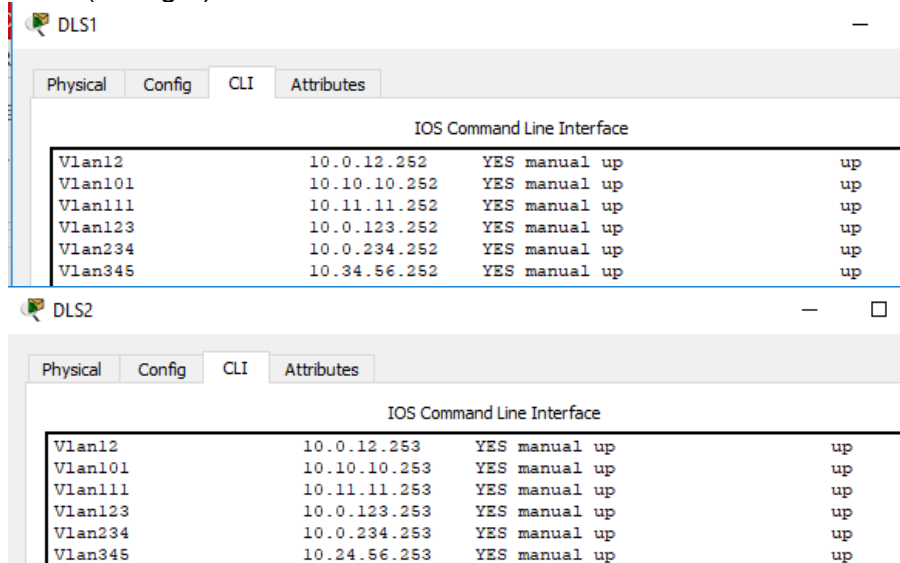 DLS1
Physical Config CLI Attributes
IOS Command Line Interface
Vlan12 10.0.12.252 YES manual up up
Vlan101 10.10.10.252 YES manual up up
Vlan111 10.11.11.252 YES manual up up
Vlan123 10.0.123.252 YES manual up up
Vlan234 10.0.234.252 YES manual up up
Vlan345 10.34.56.252 YES manual up up
DLS2
Physical Config CLI Attributes
IOS Command Line Interface
Vlan12 10.0.12.253 YES manual up up
Vlan101 10.10.10.253 YES manual up up
Vlan111 10.11.11.253 YES manual up up
Vlan123 10.0.123.253 YES manual up up
Vlan234 10.0.234.253 YES manual up up
Vlan345 10.24.56.253 YES manual up up